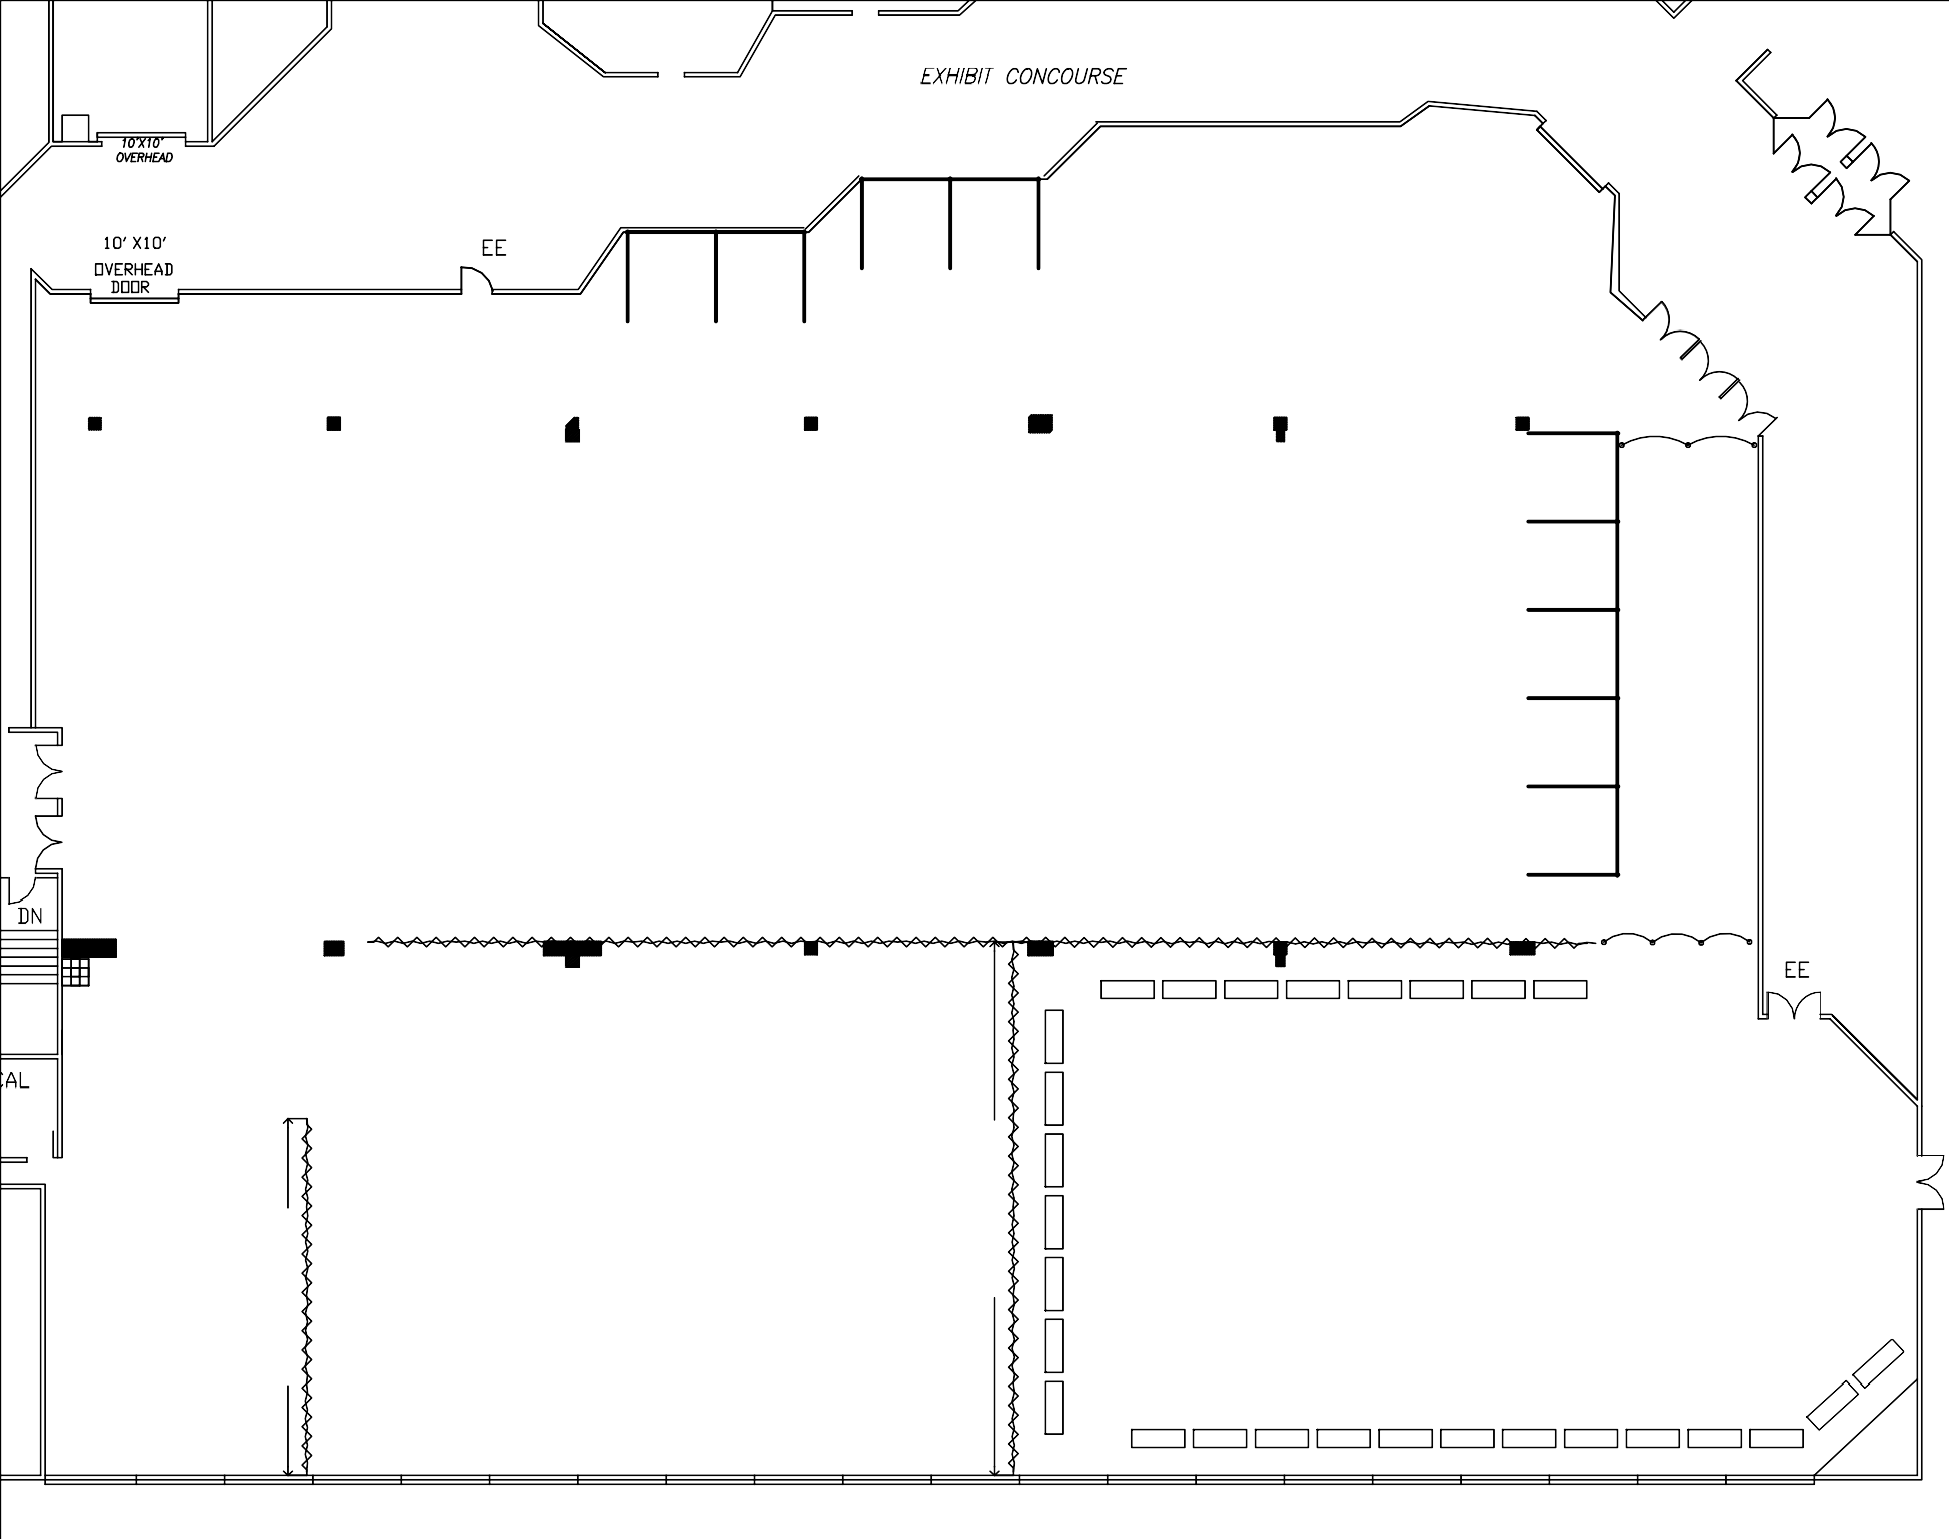 EXHIBIT CONCOURSE
10'X10'
OVERHEAD
10' X10'
OVERHEAD
DOOR
EE
DN
EE
CAL